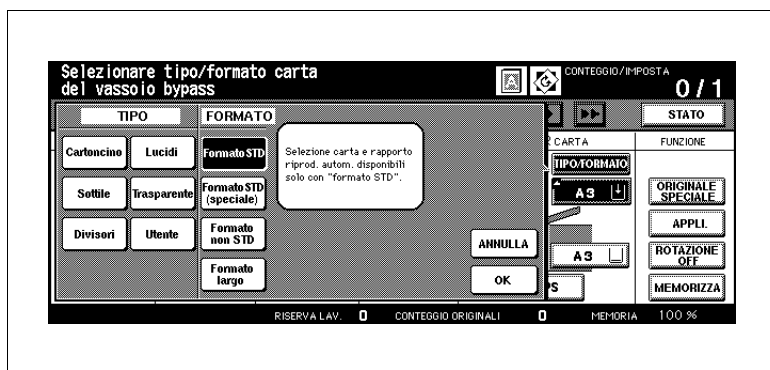 Selezionare tipo/formato carta
del vassoio bypass
CONTEGGIO/IMPOSTA
0/1
TIPO
FORMATO
STATO
Cartoncino
Lucidi
Formato STD
Selezione carta e rapporto
riprod. autom. disponibili
solo con "formato STD".
CARTA
FUNZIONE
TIPO/FORMATO
Sottile
Trasparente
Formato STD
(speciale)
A3
ORIGINALE
SPECIALE
Divisori
Utente
Formato
non STD
ANNULLA
APPLI.
A3
ROTAZIONE
OFF
Formato
largo
OK
PS
MEMORIZZA
RISERVA LAV. 0
CONTEGGIO ORIGINALI 0
MEMORIA 100 %